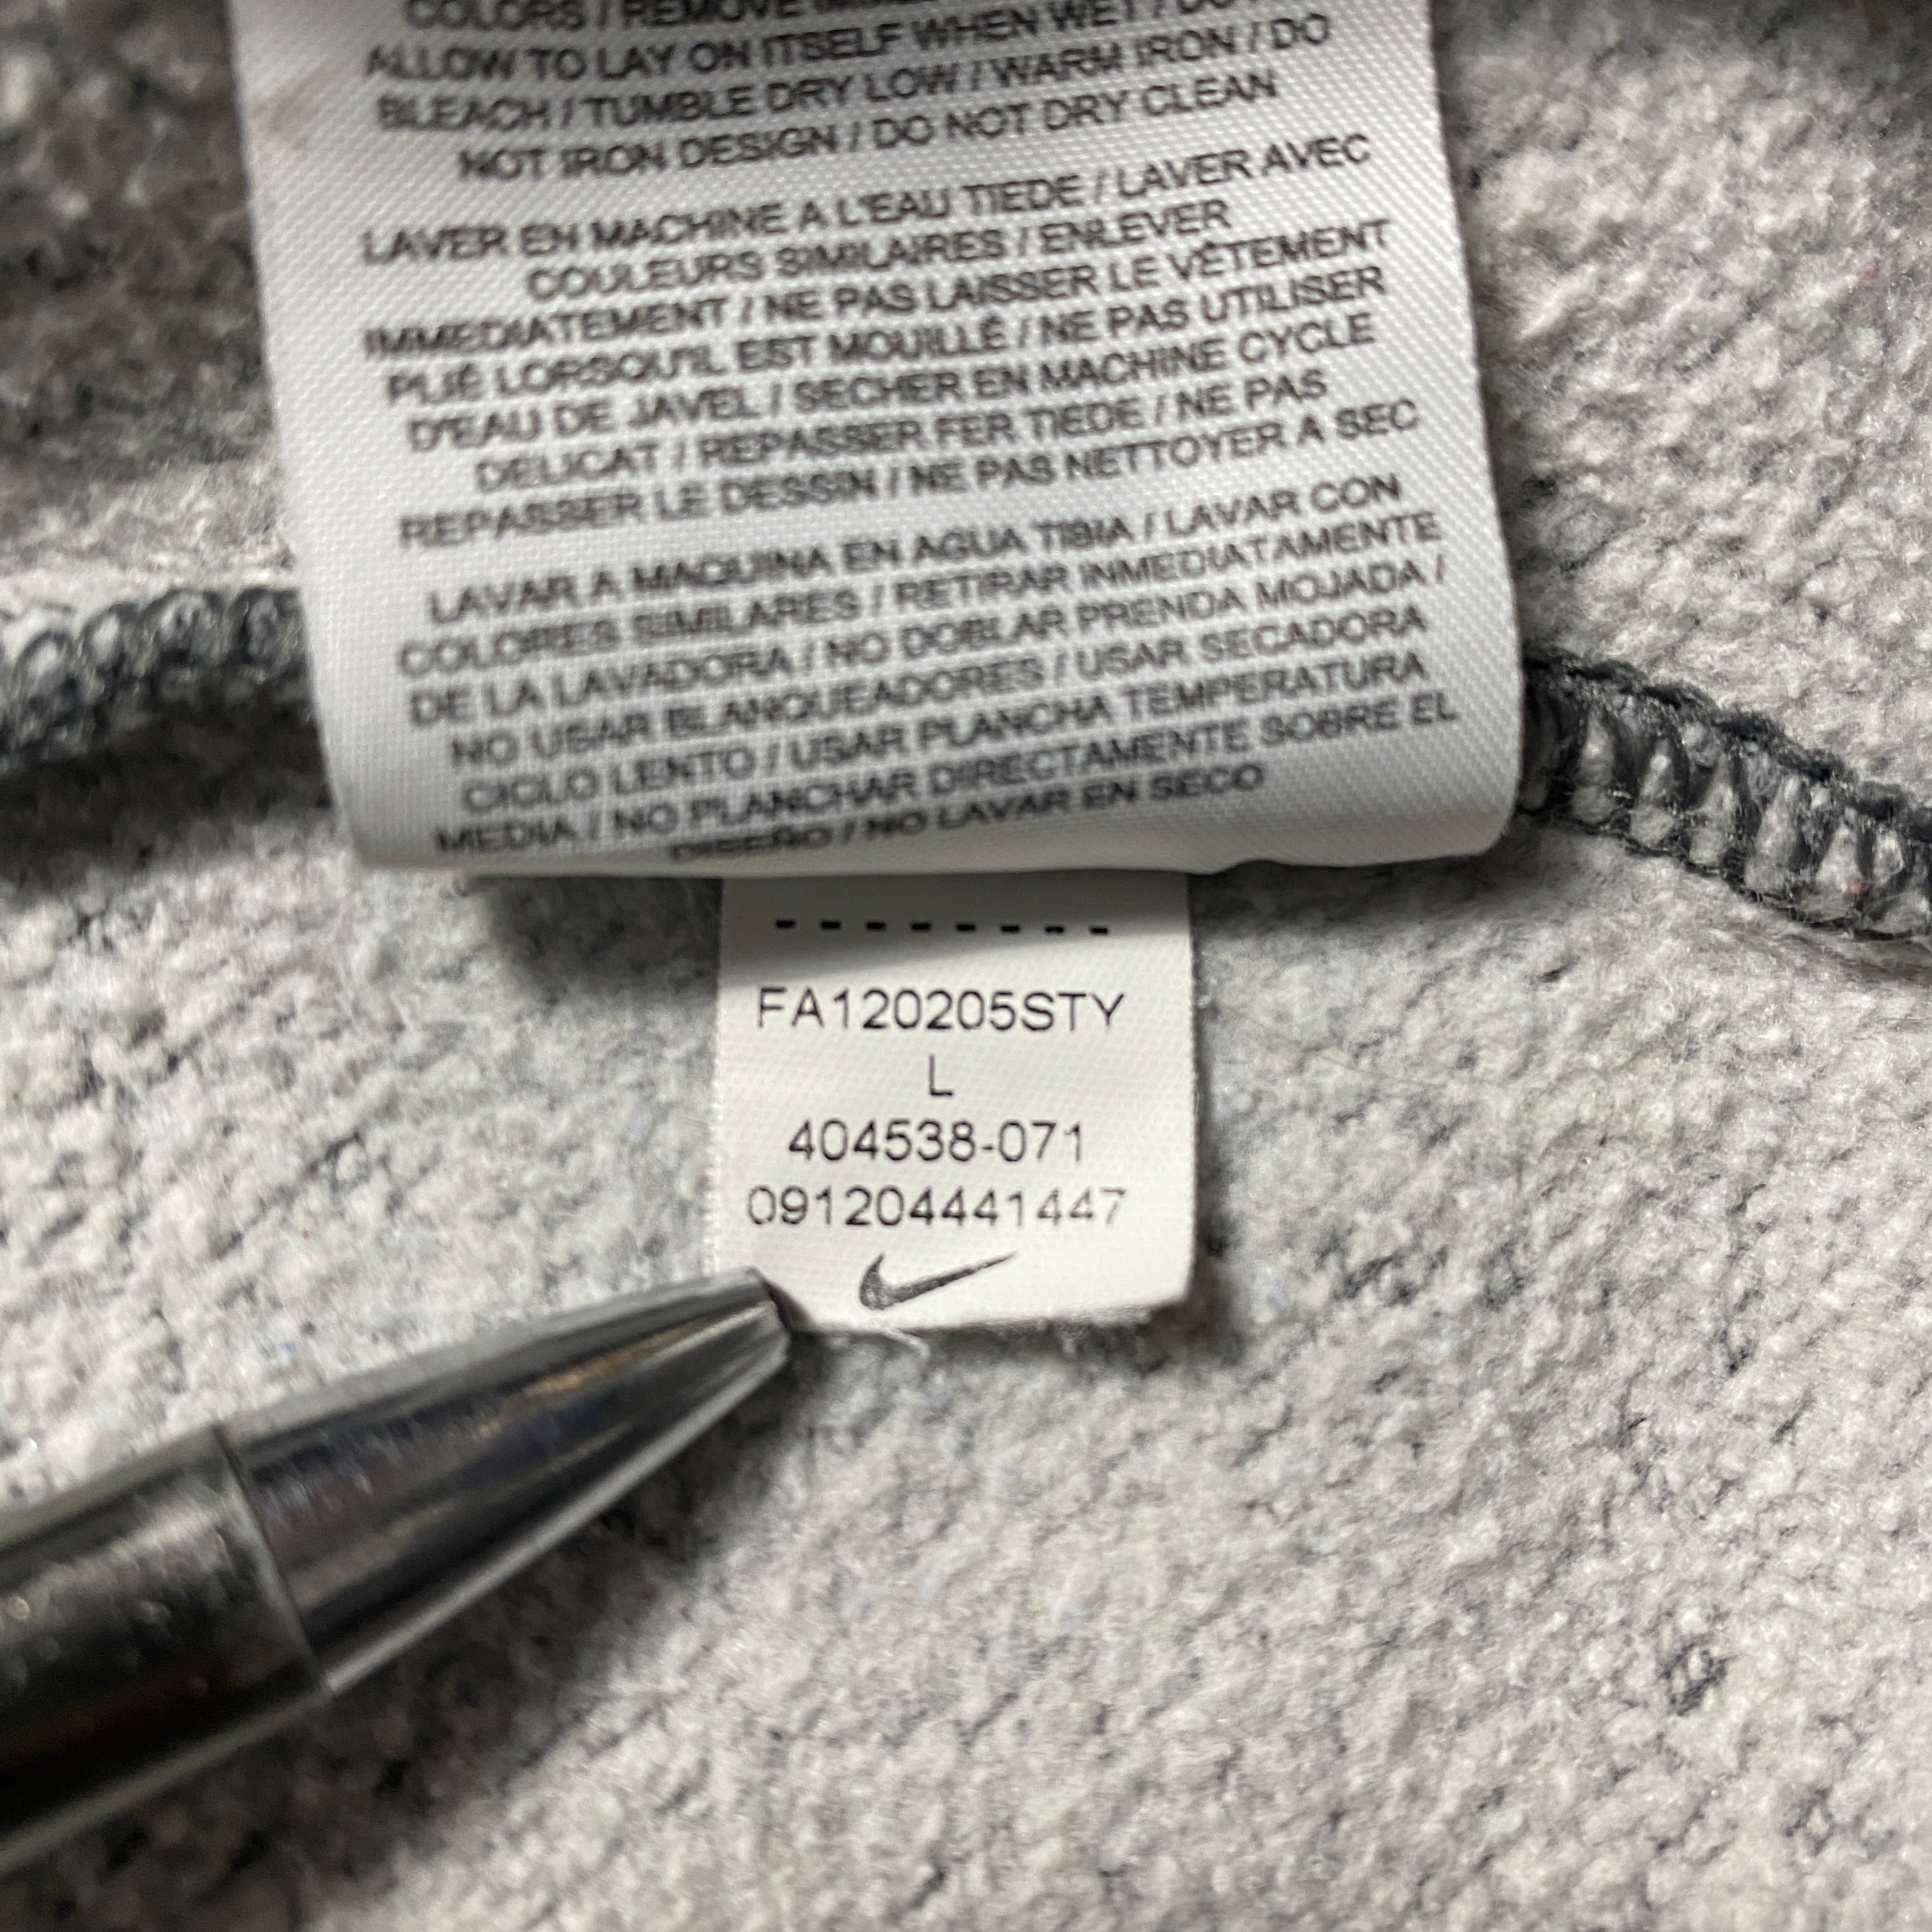 COLORS / REMOVE
ALLOW TO LAY ON ITSELF WHEN WET / DO
BLEACH / TUMBLE DRY LOW / WARM IRON / DO
NOT IRON DESIGN / DO NOT DRY CLEAN
LAVER EN MACHINE A L'EAU TIEDE / LAVER AVEC
COULEURS SIMILAIRES / ENLEVER
IMMEDIATEMENT / NE PAS LAISSER LE VÊTEMENT
PLIÉ LORSQU'IL EST MOUILLÉ / NE PAS UTILISER
D'EAU DE JAVEL / SECHER EN MACHINE CYCLE
DELICAT / REPASSER FER TIEDE / NE PAS
REPASSER LE DESSIN / NE PAS NETTOYER A SEC
LAVAR A MAQUINA EN AGUA TIBIA / LAVAR CON
COLORES SIMILARES / RETIRAR INMEDIATAMENTE
DE LA LAVADORA / NO DOBLAR PRENDA MOJADA /
NO USAR BLANQUEADORES / USAR SECADORA
CICLO LENTO / USAR PLANCHA TEMPERATURA
MEDIA / NO PLANCHAR DIRECTAMENTE SOBRE EL
DISEÑO / NO LAVAR EN SECO
--------
FA120205STY
L
404538-071
091204441447